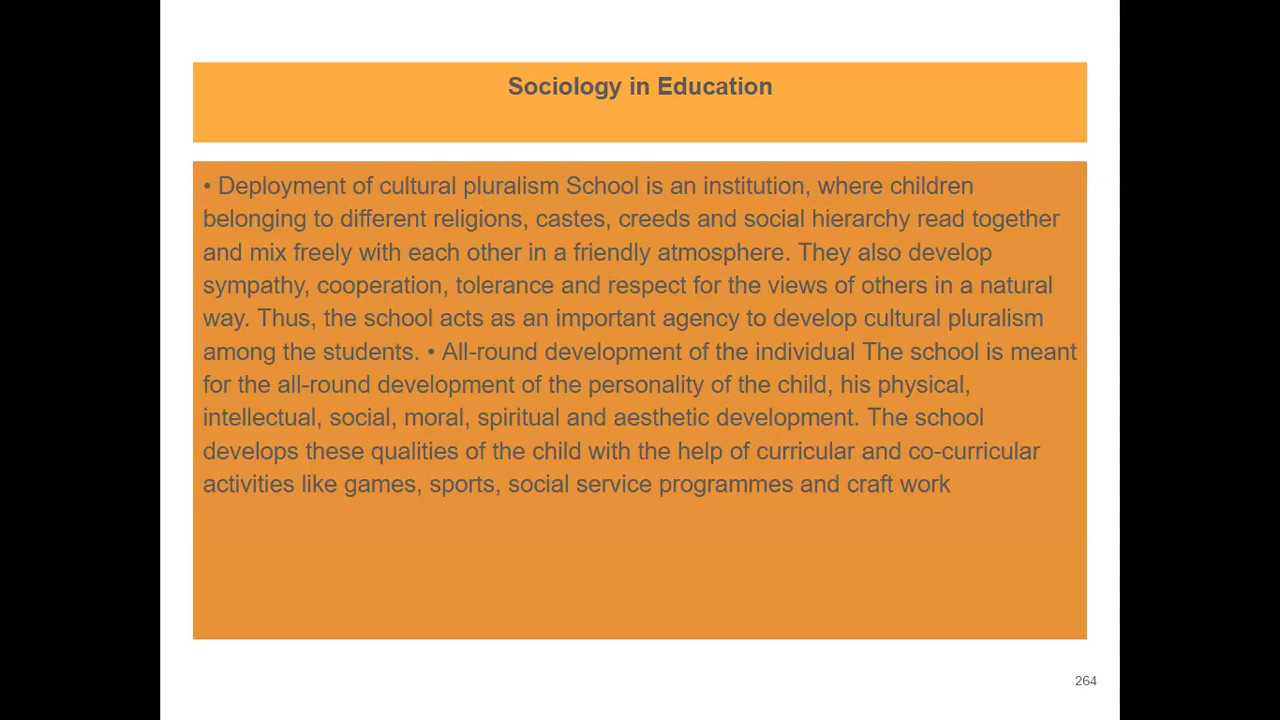 Sociology in Education
• Deployment of cultural pluralism School is an institution, where children
belonging to different religions, castes, creeds and social hierarchy read together
and mix freely with each other in a friendly atmosphere. They also develop
sympathy, cooperation, tolerance and respect for the views of others in a natural
way. Thus, the school acts as an important agency to develop cultural pluralism
among the students. • All-round development of the individual The school is meant
for the all-round development of the personality of the child, his physical,
intellectual, social, moral, spiritual and aesthetic development. The school
develops these qualities of the child with the help of curricular and co-curricular
activities like games, sports, social service programmes and craft work
264